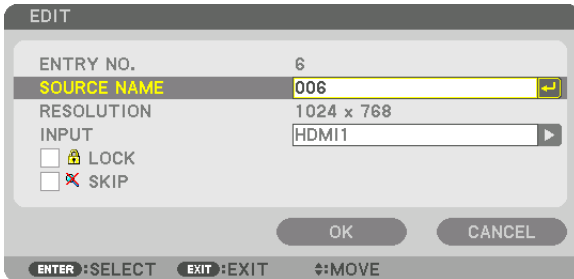 EDIT
ENTRY NO. 6
SOURCE NAME 006
RESOLUTION 1024 x 768
INPUT HDMI1
LOCK
SKIP
OK CANCEL
ENTER :SELECT EXIT :EXIT :MOVE